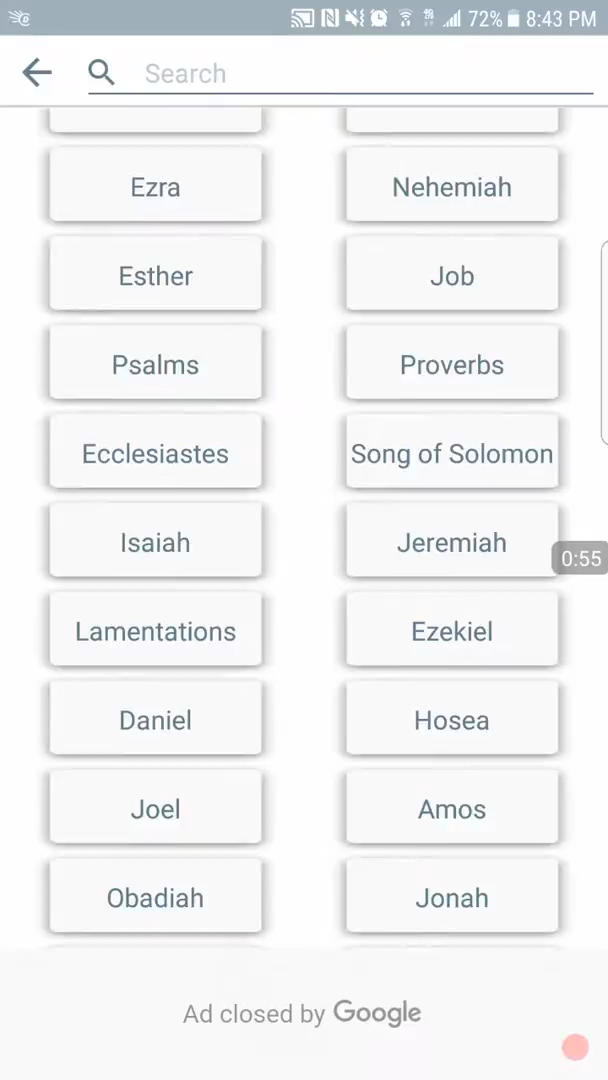 72% 8:43 PM
Search
Ezra Nehemiah
Esther Job
Psalms Proverbs
Ecclesiastes Song of Solomon
Isaiah Jeremiah
0:55
Lamentations Ezekiel
Daniel Hosea
Joel Amos
Obadiah Jonah
Ad closed by Google